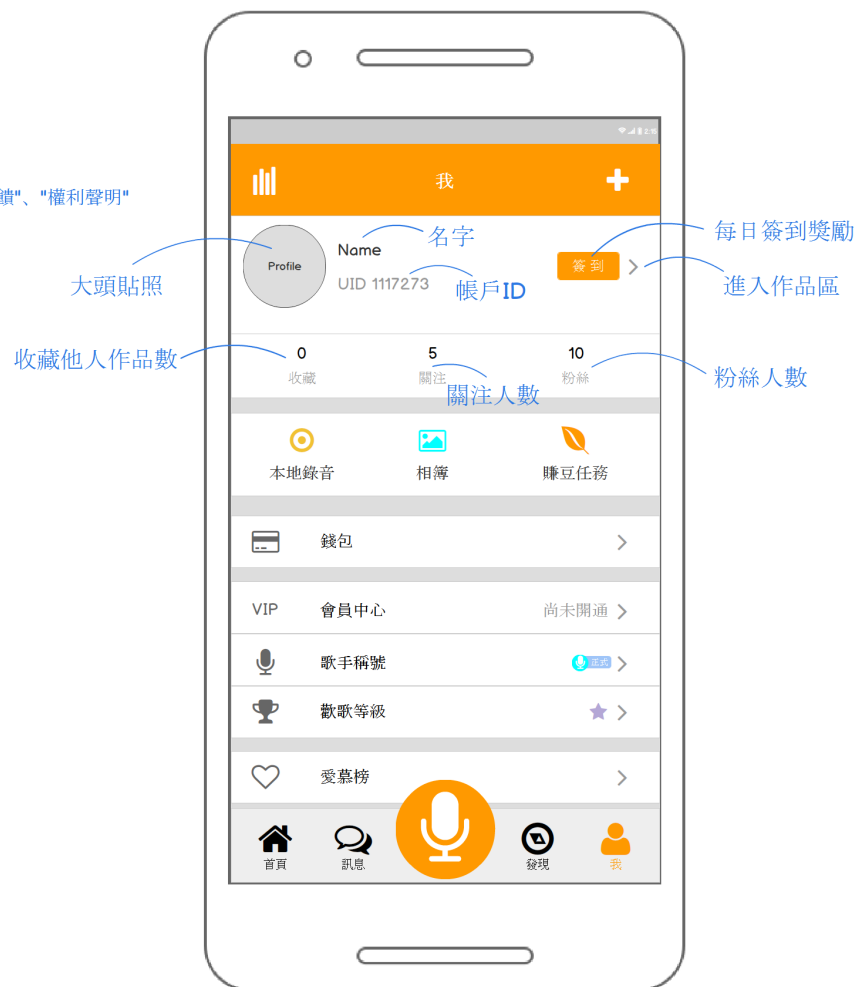 2:15
我
饋"、"權利聲明"
每日簽到獎勵
名字
Name
Profile
簽到
大頭貼照
UID 1117273
帳戶ID
進入作品區
收藏他人作品數
0
5
10
收藏
關注
粉絲
關注人數
粉絲人數
本地錄音
相簿
賺豆任務
錢包
VIP 會員中心 尚未開通
歌手稱號 正式
歡歌等級
愛慕榜
首頁
訊息
發現
我